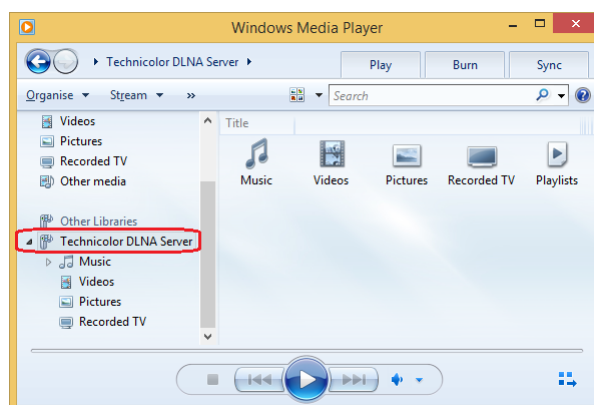 Windows Media Player
Technicolor DLNA Server
Play
Burn
Sync
Organise
Stream
»
Search
Videos
Pictures
Recorded TV
Other media
Other Libraries
Technicolor DLNA Server
Music
Videos
Pictures
Recorded TV
Title
Music
Videos
Pictures
Recorded TV
Playlists